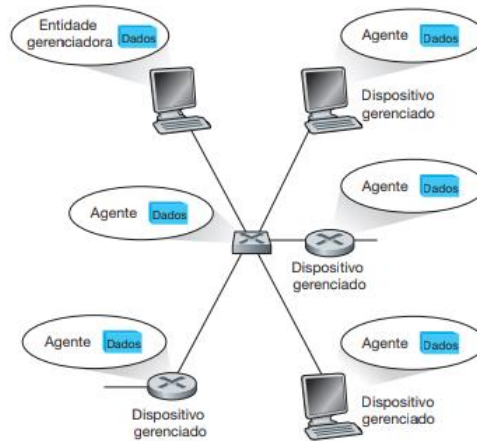 Entidade
gerenciadora Dados
Agente Dados
Dispositivo
gerenciado
Agente Dados
Agente Dados
Dispositivo
gerenciado
Agente Dados
Dispositivo
gerenciado
Agente Dados
Dispositivo
gerenciado